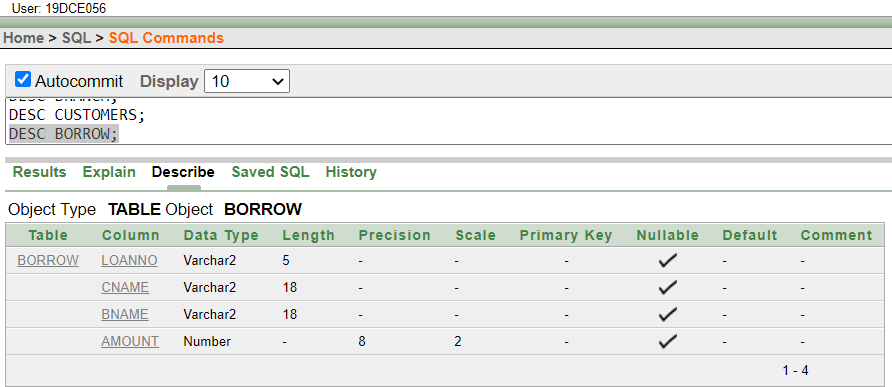 User: 19DCE056
Home > SQL > SQL Commands
Autocommit Display 10
DESC BRANCH;
DESC CUSTOMERS;
DESC BORROW;
Results Explain Describe Saved SQL History
Object Type TABLE Object BORROW
Table Column Data Type Length Precision Scale Primary Key Nullable Default Comment
BORROW LOANNO Varchar2 5 - - - - -
CNAME Varchar2 18 - - - - -
BNAME Varchar2 18 - - - - -
AMOUNT Number - 8 2 - - -
1 - 4